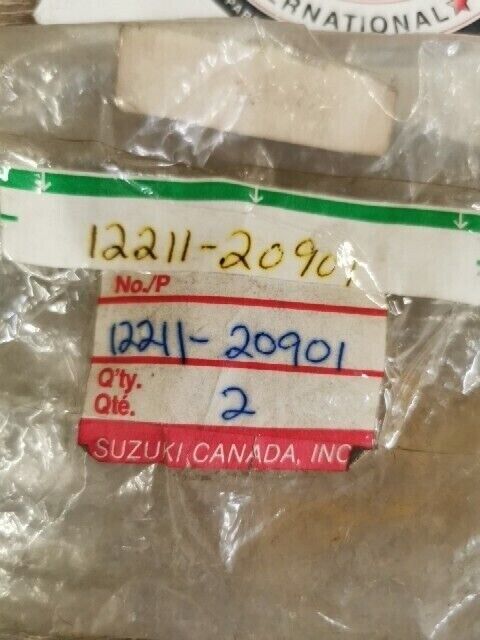 ERNATIONAL
12211-20901
No./P
12211-20901
Q'ty.
Qté.
2
SUZUKI CANADA, INC